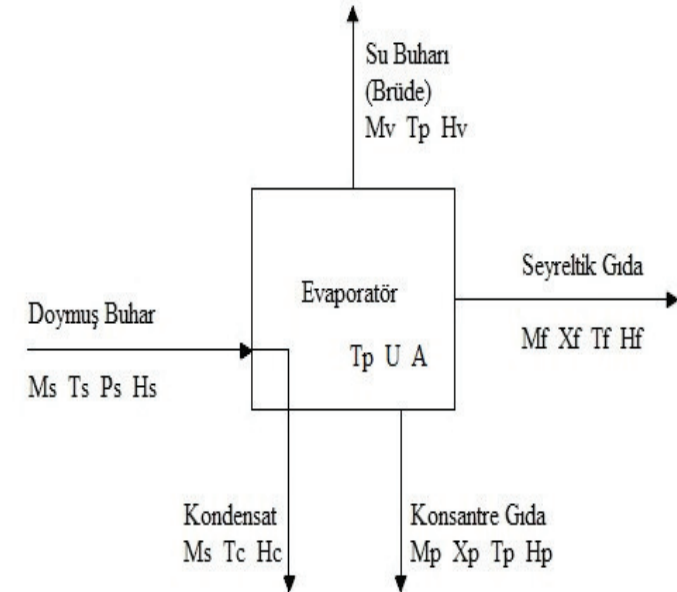 Su Buharı
(Brüde)
Mv Tp Hv
Seyreltik Gıda
Evaporatör
Doymuş Buhar
Mf Xf Tf Hf
Tp U A
Ms Ts Ps Hs
Kondensat
Ms Tc Hc
Konsantre Gıda
Mp Xp Tp Hp